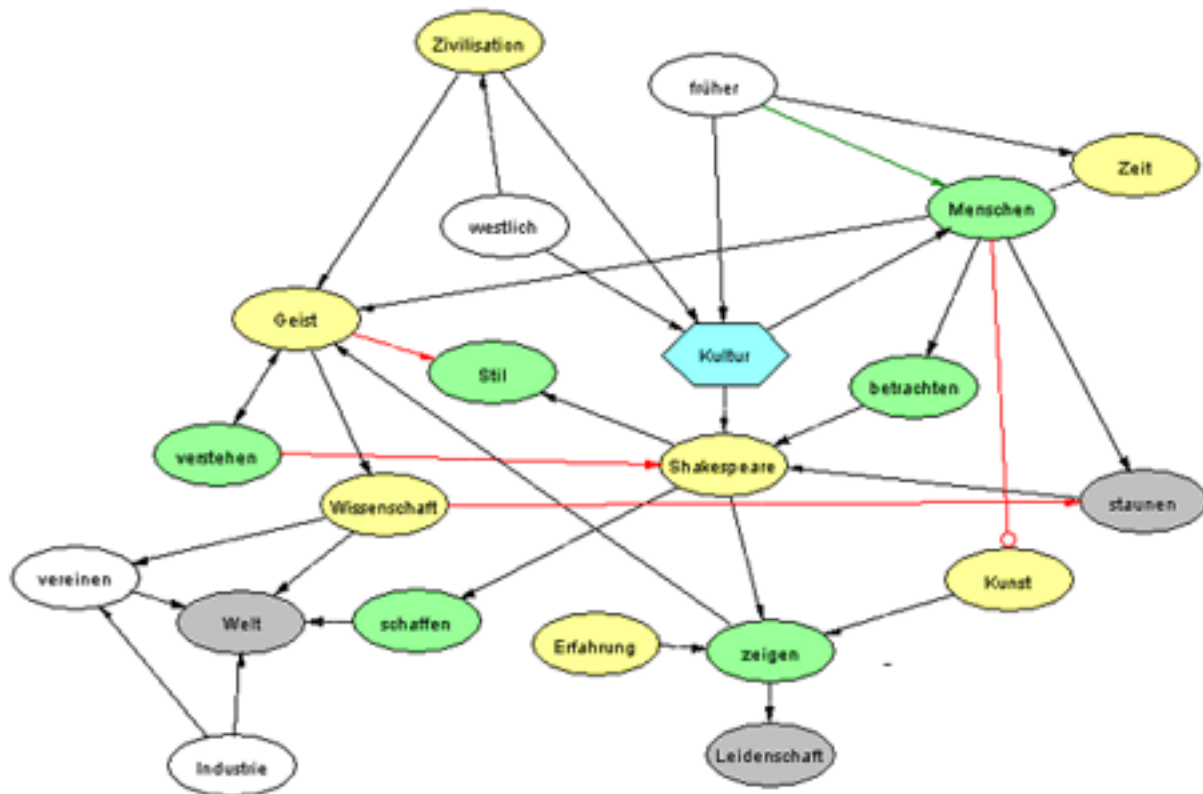 Zivilisation
früher
Zeit
Menschen
westlich
Geist
Kultur
Stil
betrachten
verstehen
Shakespeare
Wissenschaft
staunen
vereinen
Kunst
Welt
schaffen
Erfahrung
zeigen
Leidenschaft
Industrie